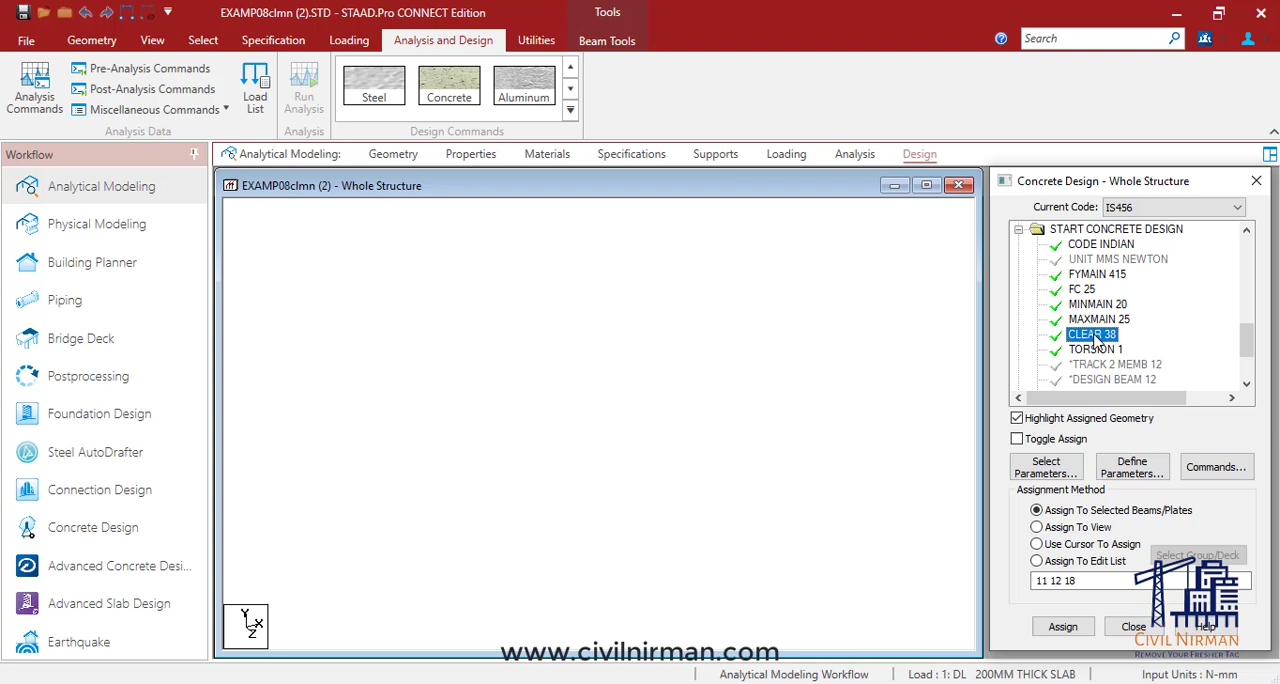 EXAMP08clmn (2).STD - STAAD.Pro CONNECT Edition
Tools
File
Geometry
View
Select
Specification
Loading
Analysis and Design
Utilities
Beam Tools
Search
Analysis Commands
Pre-Analysis Commands
Post-Analysis Commands
Miscellaneous Commands
Load List
Run Analysis
Steel
Concrete
Aluminum
Analysis Data
Analysis
Design Commands
Workflow
Analytical Modeling:
Geometry
Properties
Materials
Specifications
Supports
Loading
Analysis
Design
Analytical Modeling
Physical Modeling
Building Planner
Piping
Bridge Deck
Postprocessing
Foundation Design
Steel AutoDrafter
Connection Design
Concrete Design
Advanced Concrete Desi...
Advanced Slab Design
Earthquake
EXAMP08clmn (2) - Whole Structure
Y
X
Z
Concrete Design - Whole Structure
Current Code: IS456
START CONCRETE DESIGN
CODE INDIAN
UNIT MMS NEWTON
FYMAIN 415
FC 25
MINMAIN 20
MAXMAIN 25
CLEAR 38
TORSION 1
*TRACK 2 MEMB 12
*DESIGN BEAM 12
Highlight Assigned Geometry
Toggle Assign
Select Parameters...
Define Parameters...
Commands...
Assignment Method
Assign To Selected Beams/Plates
Assign To View
Use Cursor To Assign
Assign To Edit List
Select Group/Deck
11 12 18
Assign
Close
Help
CIVIL NIRMAN
REMOVE YOUR FRESHER TAG
www.civilnirman.com
Analytical Modeling Workflow
Load : 1: DL 200MM THICK SLAB
Input Units : N-mm